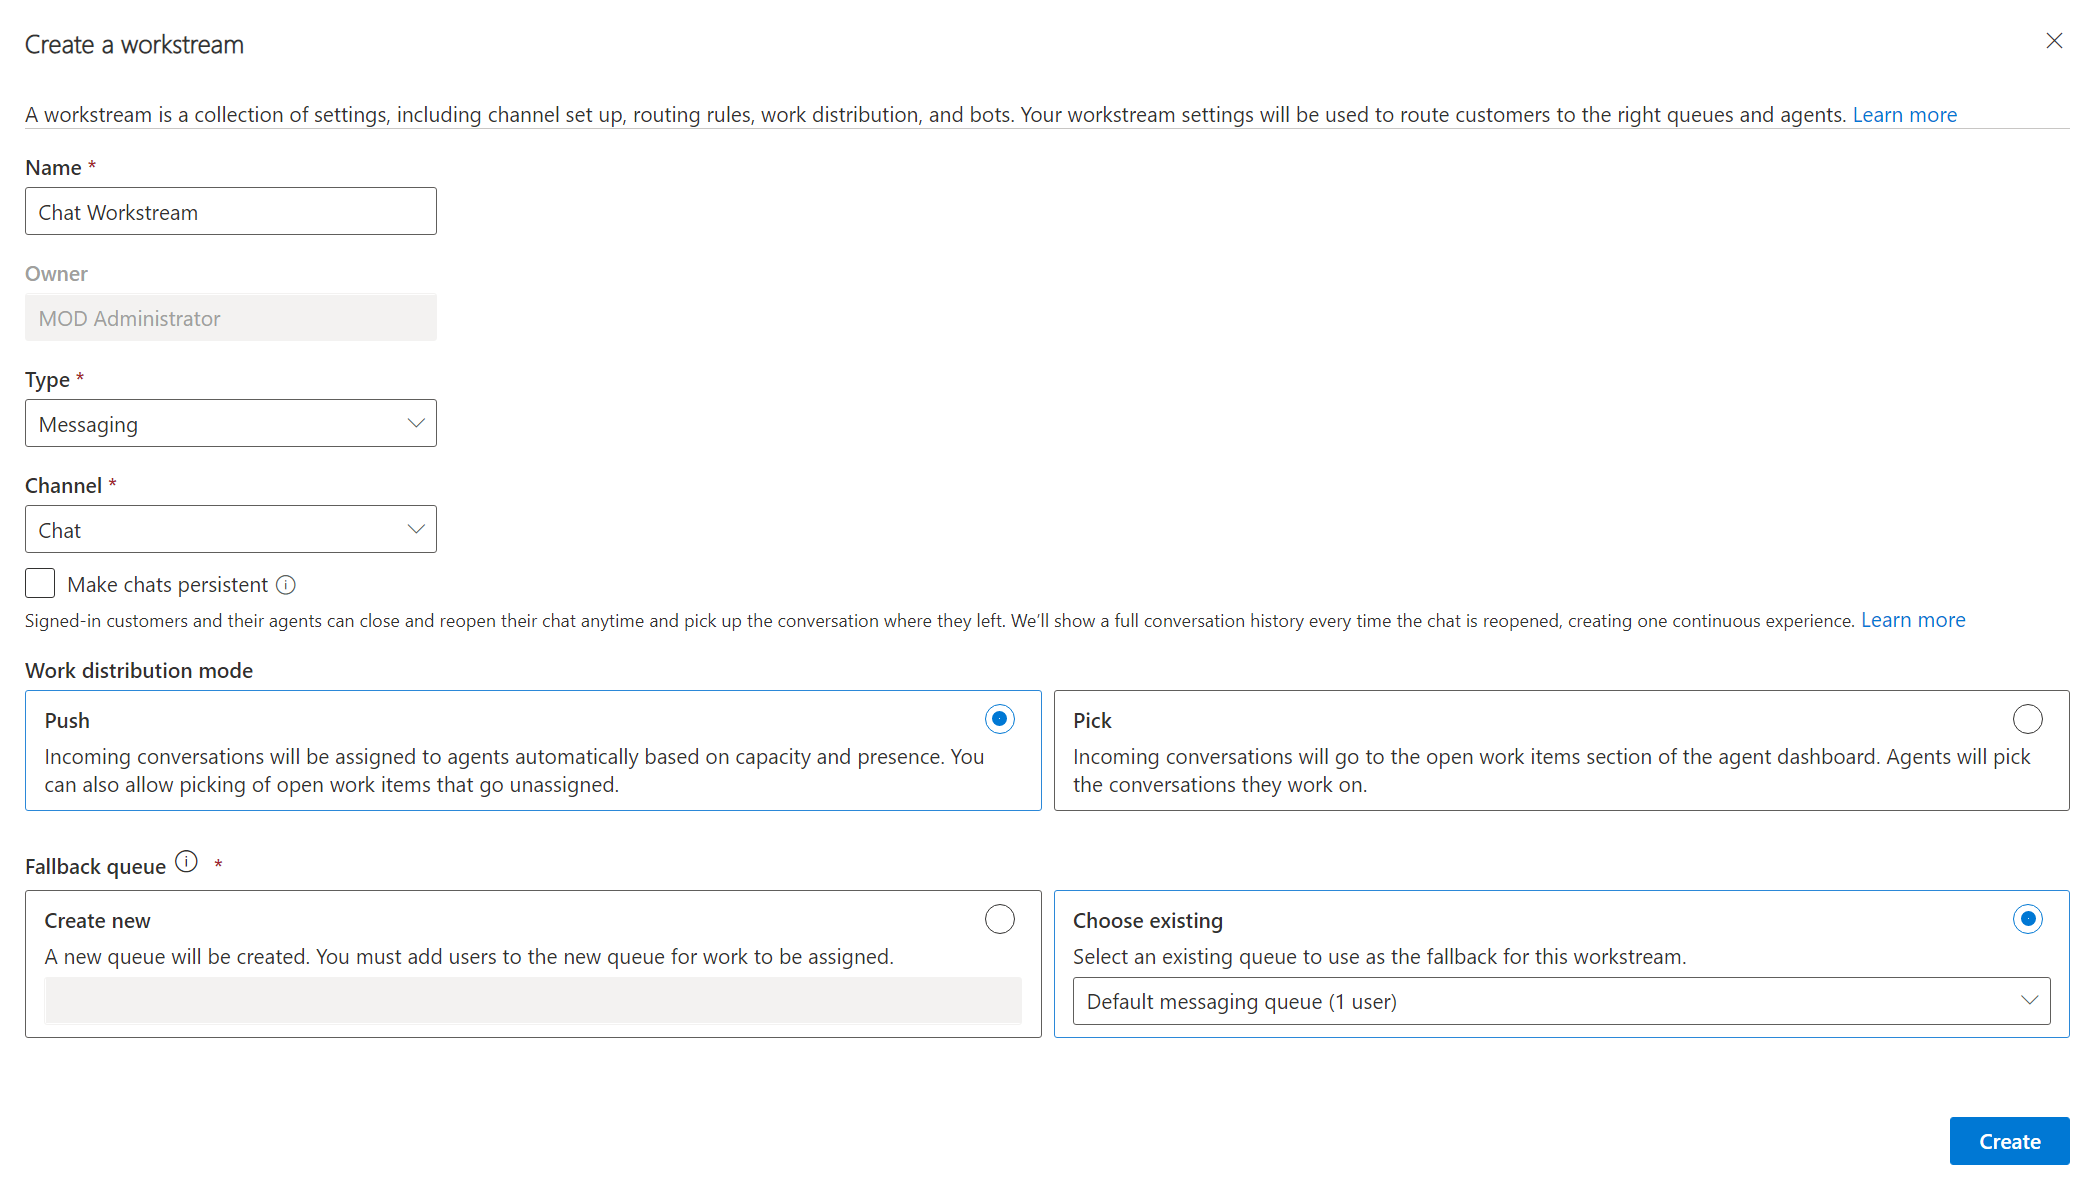 Create a workstream
A workstream is a collection of settings, including channel set up, routing rules, work distribution, and bots. Your workstream settings will be used to route customers to the right queues and agents. Learn more
Name *
Chat Workstream
Owner
MOD Administrator
Type *
Messaging
Channel *
Chat
Make chats persistent
Signed-in customers and their agents can close and reopen their chat anytime and pick up the conversation where they left. We'll show a full conversation history every time the chat is reopened, creating one continuous experience. Learn more
Work distribution mode
Push
Incoming conversations will be assigned to agents automatically based on capacity and presence. You
can also allow picking of open work items that go unassigned.
Pick
Incoming conversations will go to the open work items section of the agent dashboard. Agents will pick
the conversations they work on.
Fallback queue *
Create new
A new queue will be created. You must add users to the new queue for work to be assigned.
Choose existing
Select an existing queue to use as the fallback for this workstream.
Default messaging queue (1 user)
Create